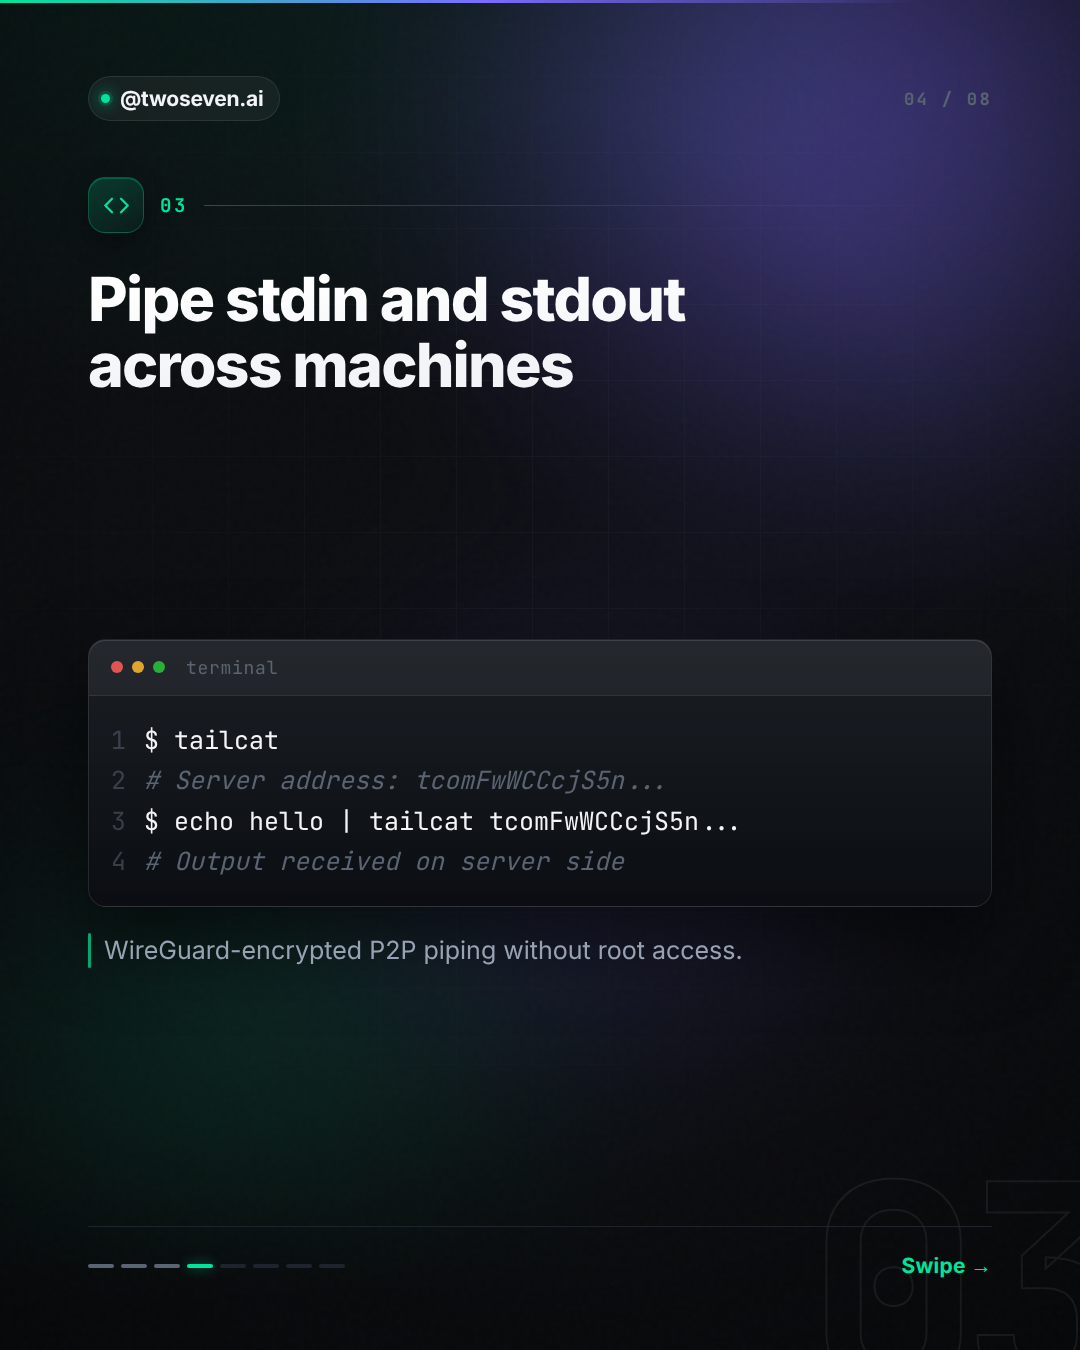 @twoseven.ai
04 / 08
03
Pipe stdin and stdout
across machines
terminal
1 $ tailcat
2 # Server address: tcomFwWCCcjS5n...
3 $ echo hello | tailcat tcomFwWCCcjS5n...
4 # Output received on server side
WireGuard-encrypted P2P piping without root access.
Swipe →
03